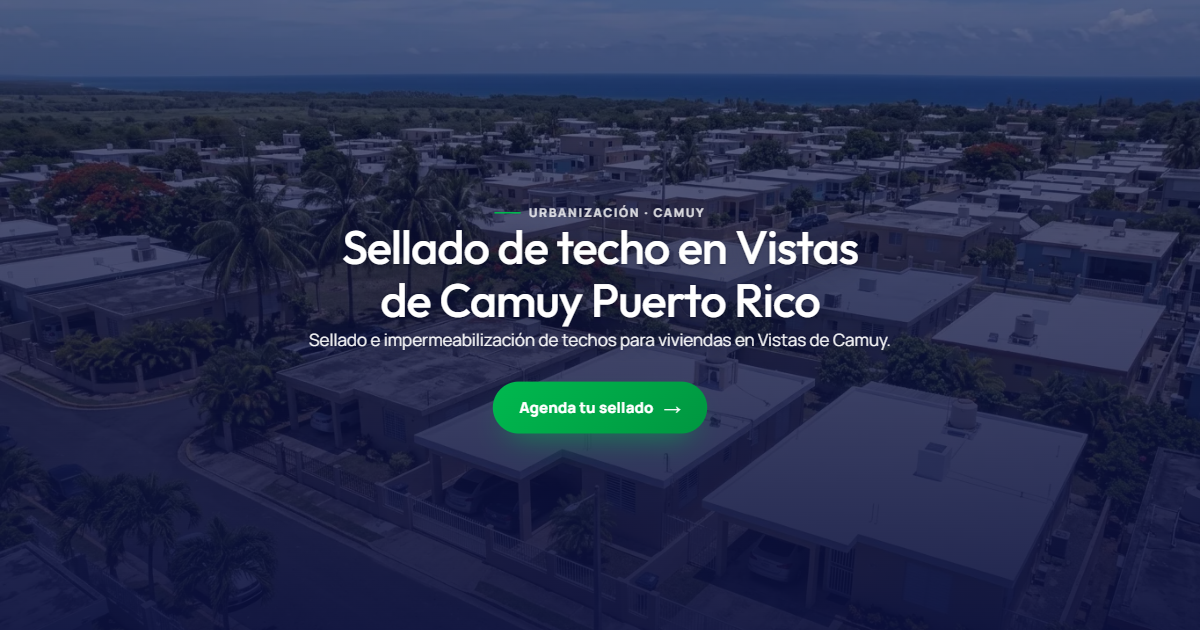 URBANIZACIÓN · CAMUY
Sellado de techo en Vistas
de Camuy Puerto Rico
Sellado e impermeabilización de techos para viviendas en Vistas de Camuy.
Agenda tu sellado →